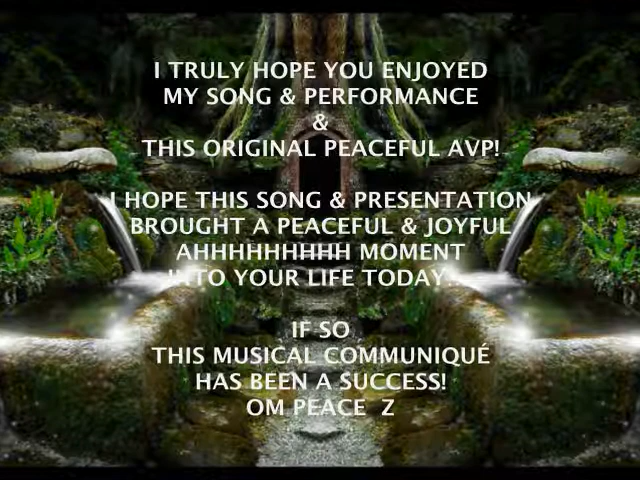 I TRULY HOPE YOU ENJOYED
MY SONG & PERFORMANCE
&
THIS ORIGINAL PEACEFUL AVP!
I HOPE THIS SONG & PRESENTATION
BROUGHT A PEACEFUL & JOYFUL
AHHHHHHHHH MOMENT
INTO YOUR LIFE TODAY...
IF SO
THIS MUSICAL COMMUNIQUÉ
HAS BEEN A SUCCESS!
OM PEACE  Z